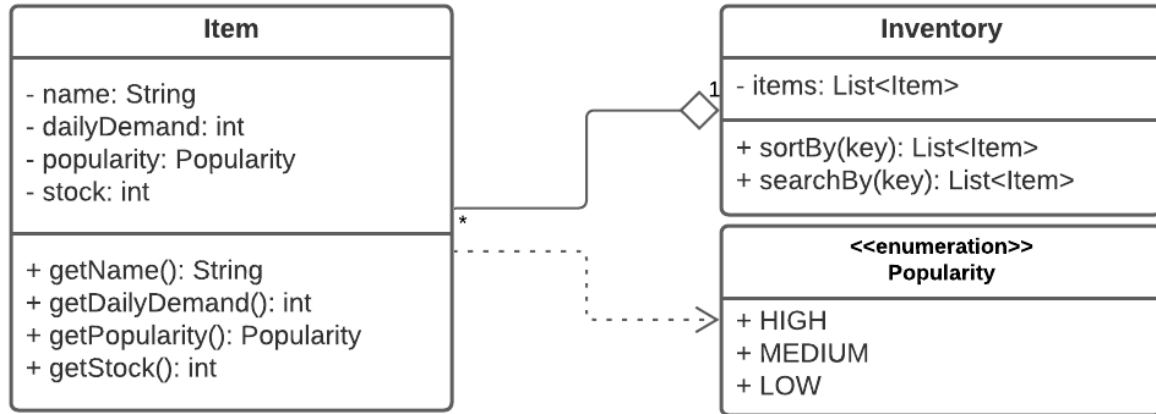 Item
- name: String
- dailyDemand: int
- popularity: Popularity
- stock: int
+ getName(): String
+ getDailyDemand(): int
+ getPopularity(): Popularity
+ getStock(): int
*
1
Inventory
- items: List<Item>
+ sortBy(key): List<Item>
+ searchBy(key): List<Item>
<<enumeration>>
Popularity
+ HIGH
+ MEDIUM
+ LOW